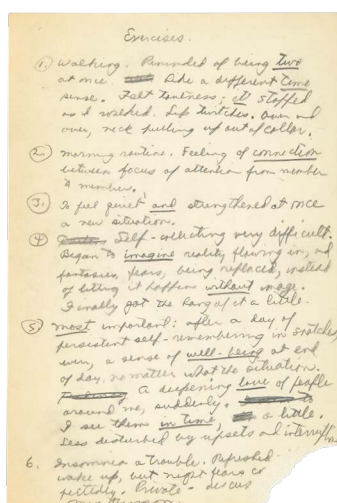 Exercises.
1. Walking. Reminded of being two
at once. Also a different time
sense. Felt tautness; it stopped
as I walked. Lip twitches. Over and
over, neck pulling up out of collar.
2. Morning routine. Feeling of connection
between focus of attention from member
to member.
3. To feel quiet and strengthened at once
a new situation.
4. Self-collecting very difficult.
Began to imagine reality flowing in, and
fantasies, fears, being replaced, instead
of letting it happen without image.
Finally got the hang of it a little.
5. Most important: after a day of
persistent self-remembering in snatches,
even, a sense of well-being at end
of day, no matter what the situation.
A deepening love of people
around me, suddenly.
I see them in time, a little.
Less disturbed by upsets and
6. Insomnia a trouble.
wake up, but night fears
Private - discus